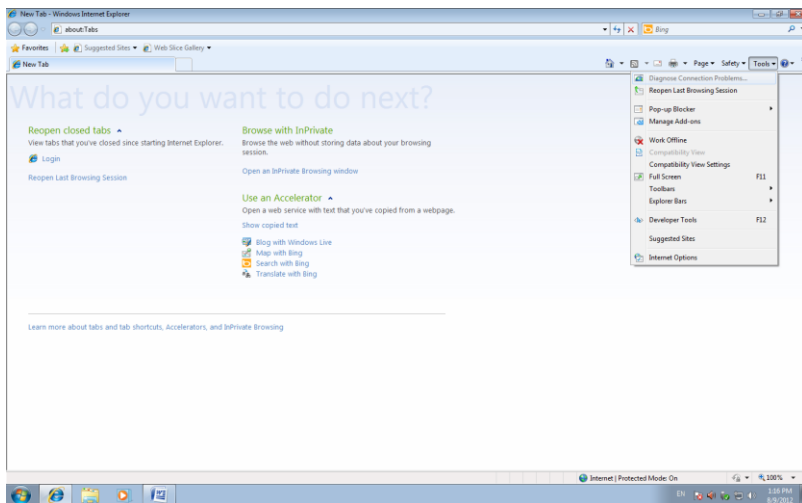 New Tab - Windows Internet Explorer
about:Tabs
Bing
Favorites Suggested Sites Web Slice Gallery
New Tab
Page Safety Tools
What do you want to do next?
Reopen closed tabs
View tabs that you've closed since starting Internet Explorer.
Login
Reopen Last Browsing Session
Browse with InPrivate
Browse the web without storing data about your browsing
session.
Open an InPrivate Browsing window
Use an Accelerator
Open a web service with text that you've copied from a webpage.
Show copied text
Blog with Windows Live
Map with Bing
Search with Bing
Translate with Bing
Learn more about tabs and tab shortcuts, Accelerators, and InPrivate Browsing
Diagnose Connection Problems...
Reopen Last Browsing Session
Pop-up Blocker
Manage Add-ons
Work Offline
Compatibility View
Compatibility View Settings
Full Screen F11
Toolbars
Explorer Bars
Developer Tools F12
Suggested Sites
Internet Options
Internet | Protected Mode: On 100%
EN
3:16 PM
6/9/2012